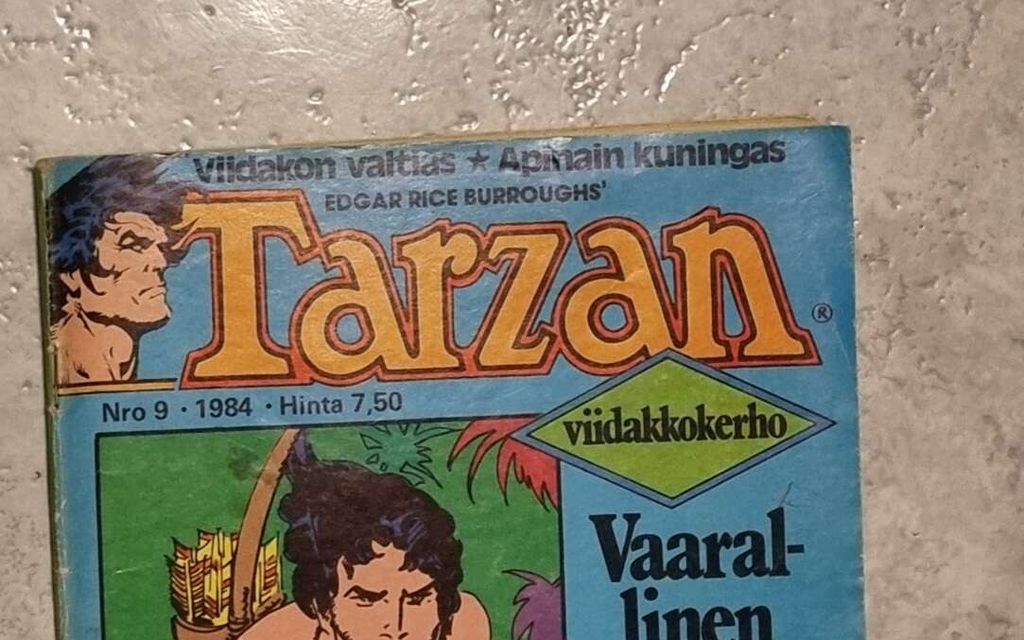 Viidakon valtias ★ Apinain kuningas
EDGAR RICE BURROUGHS'
Tarzan®
Nro 9 · 1984 · Hinta 7,50
viidakkokerho
Vaaral-
linen